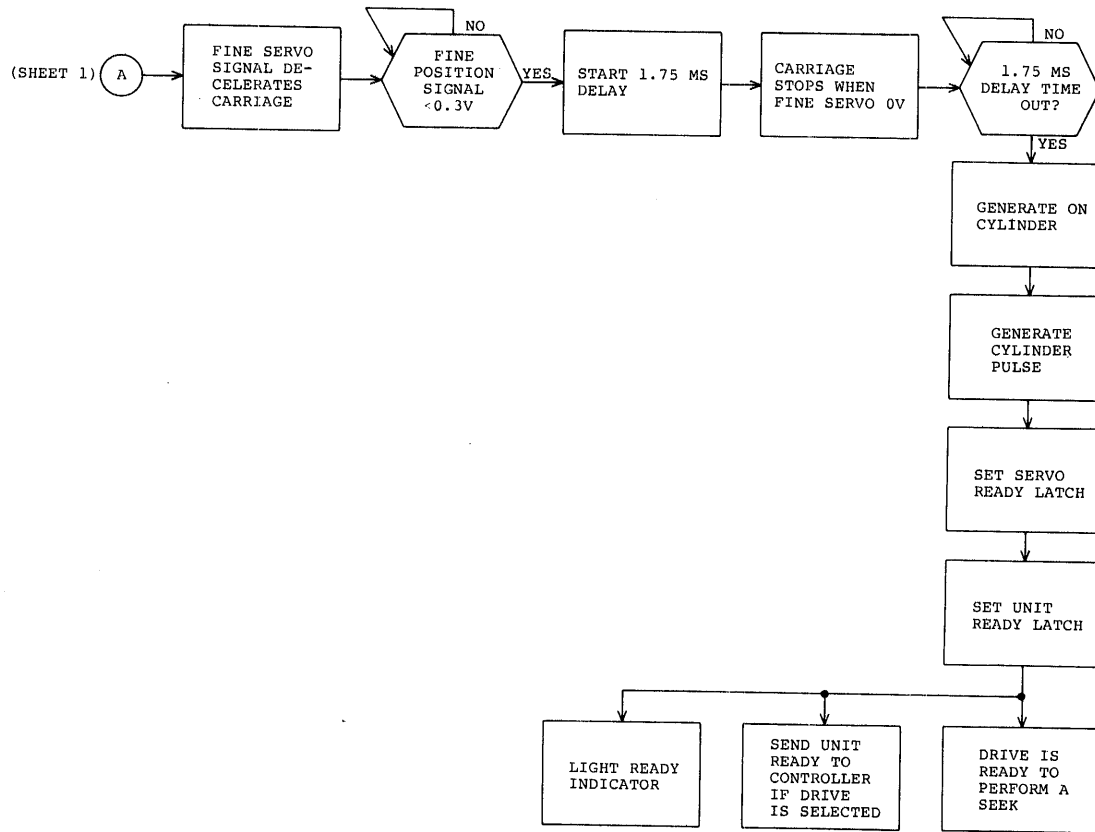 (SHEET 1)
A
FINE SERVO
SIGNAL DE-
CELERATES
CARRIAGE
NO
FINE
POSITION
SIGNAL
<0.3V
YES
START 1.75 MS
DELAY
CARRIAGE
STOPS WHEN
FINE SERVO 0V
NO
1.75 MS
DELAY TIME
OUT?
YES
GENERATE ON
CYLINDER
GENERATE
CYLINDER
PULSE
SET SERVO
READY LATCH
SET UNIT
READY LATCH
LIGHT READY
INDICATOR
SEND UNIT
READY TO
CONTROLLER
IF DRIVE
IS SELECTED
DRIVE IS
READY TO
PERFORM A
SEEK